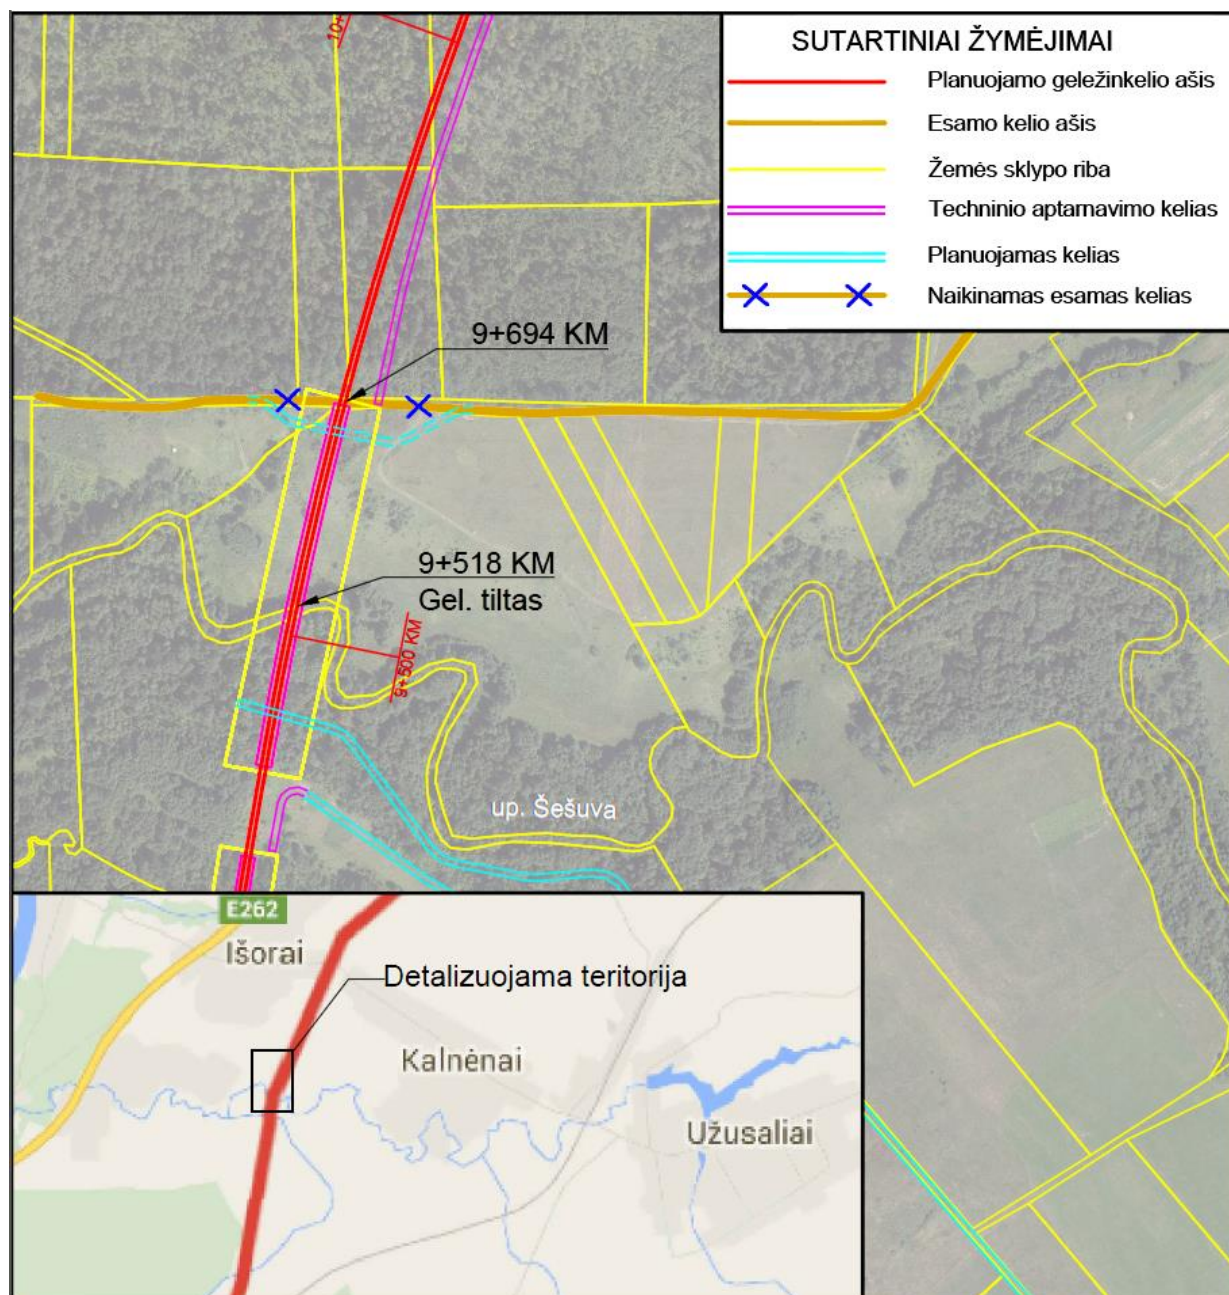 10+
SUTARTINIAI ŽYMĖJIMAI
Planuojamo geležinkelio ašis
Esamo kelio ašis
Žemės sklypo riba
Techninio aptarnavimo kelias
Planuojamas kelias
Naikinamas esamas kelias
9+694 KM
9+518 KM
Gel. tiltas
9+500 KM
up. Šešuva
E262
Išorai
Detalizuojama teritorija
Kalnėnai
Užusaliai